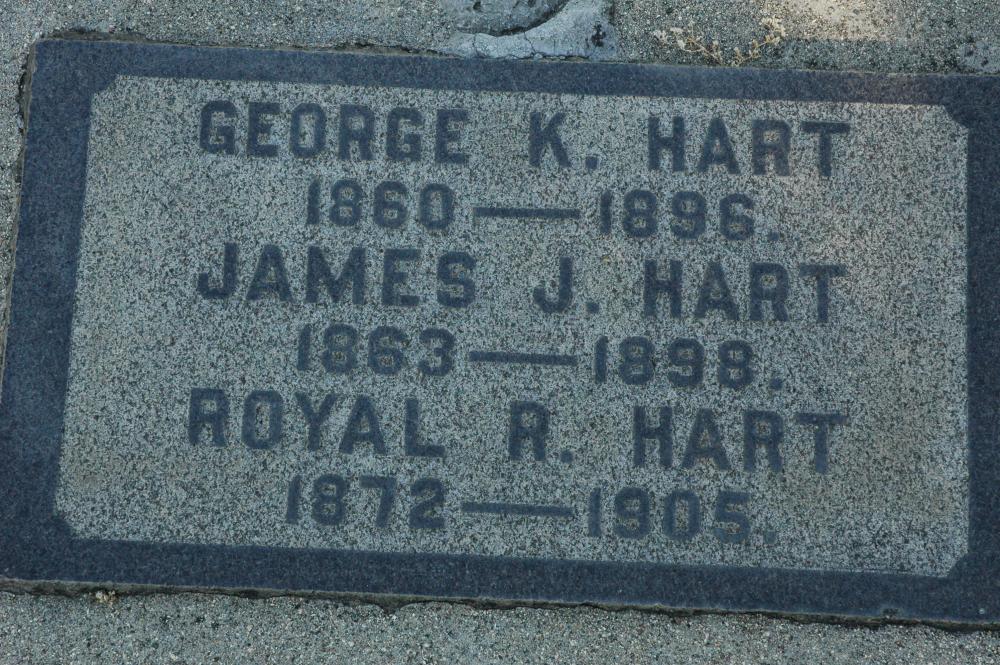 GEORGE K. HART
1860—1896.
JAMES J. HART
1863—1898.
ROYAL R. HART
1872—1905.